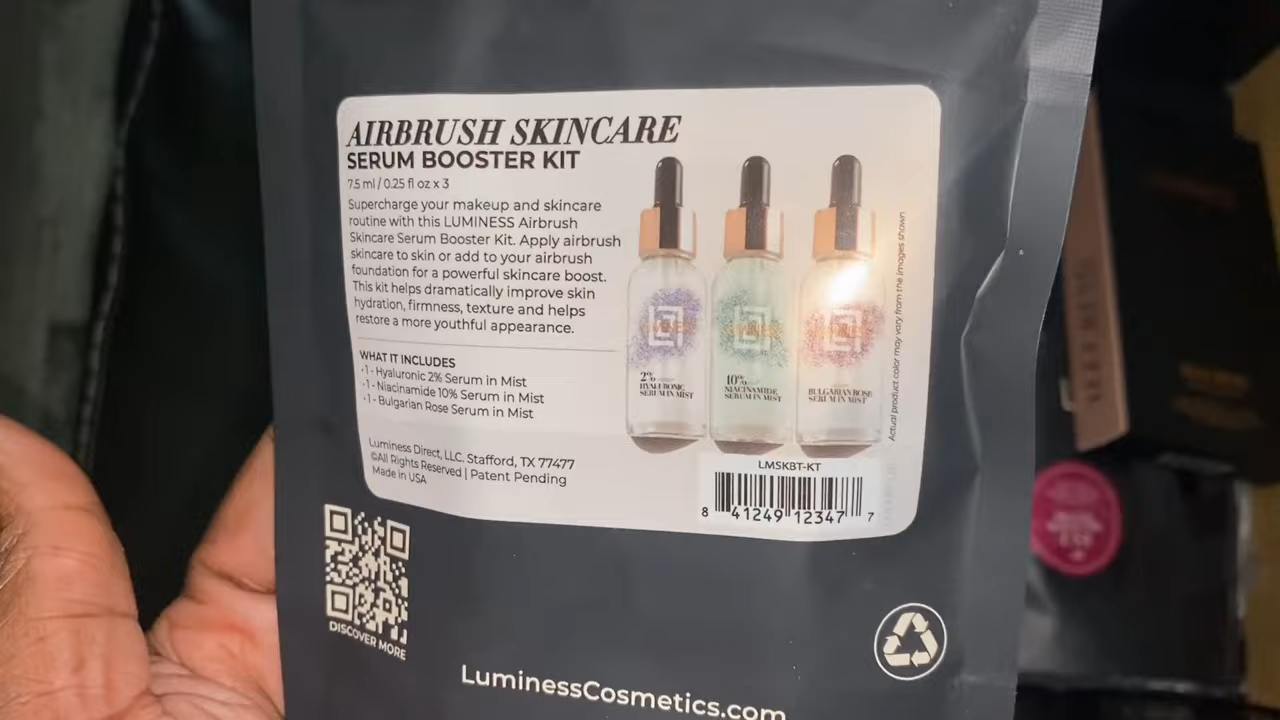 AIRBRUSH SKINCARE
SERUM BOOSTER KIT
7.5 ml / 0.25 fl oz x 3
Supercharge your makeup and skincare
routine with this LUMINESS Airbrush
Skincare Serum Booster Kit. Apply airbrush
skincare to skin or add to your airbrush
foundation for a powerful skincare boost.
This kit helps dramatically improve skin
hydration, firmness, texture and helps
restore a more youthful appearance.
WHAT IT INCLUDES
• 1 - Hyaluronic 2% Serum in Mist
• 1 - Niacinamide 10% Serum in Mist
• 1 - Bulgarian Rose Serum in Mist
Luminess Direct, LLC. Stafford, TX 77477
©All Rights Reserved | Patent Pending
Made in USA
2%
HYALURONIC
SERUM IN MIST
10%
NIACINAMIDE
SERUM IN MIST
BULGARIAN ROSE
SERUM IN MIST
Actual product color may vary from the images shown
LMSKBT-KT
8 41249 12347 7
DISCOVER MORE
LuminessCosmetics.com